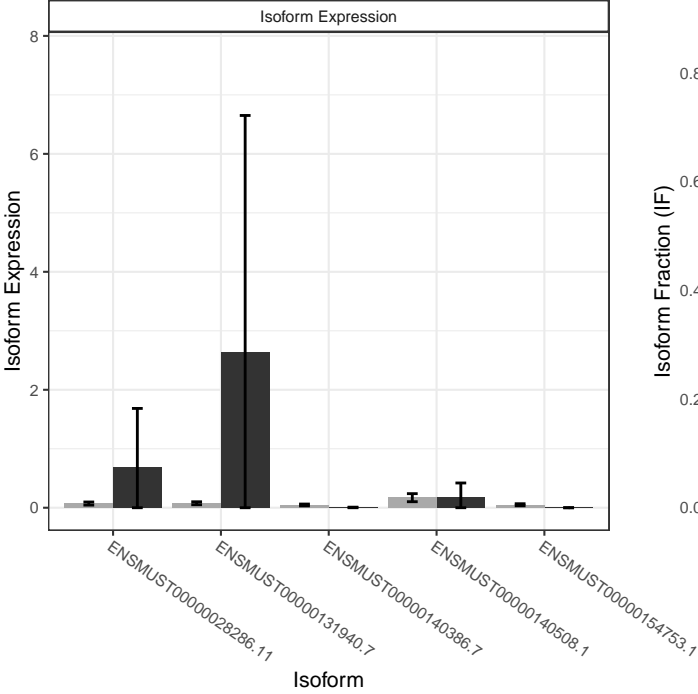 Isoform Expression
8
6
4
2
0
Isoform Expression
ENSMUST00000028286.11
ENSMUST00000131940.7
ENSMUST00000140386.7
ENSMUST00000140508.1
ENSMUST00000154753.1
Isoform
0.8
0.6
0.4
0.2
0.0
Isoform Fraction (IF)